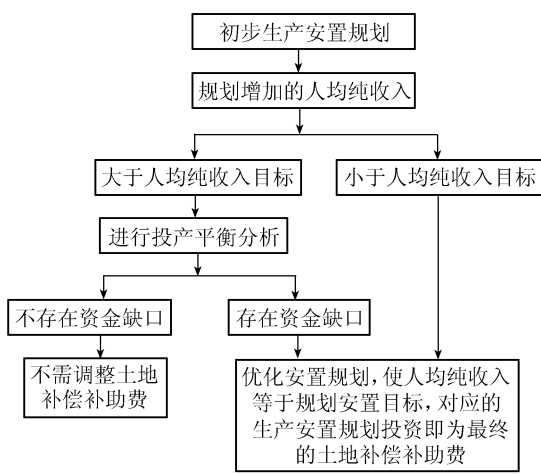 初步生产安置规划
规划增加的人均纯收入
大于人均纯收入目标
小于人均纯收入目标
进行投产平衡分析
不存在资金缺口
存在资金缺口
不需调整土地
补偿补助费
优化安置规划,使人均纯收入
等于规划安置目标,对应的
生产安置规划投资即为最终
的土地补偿补助费